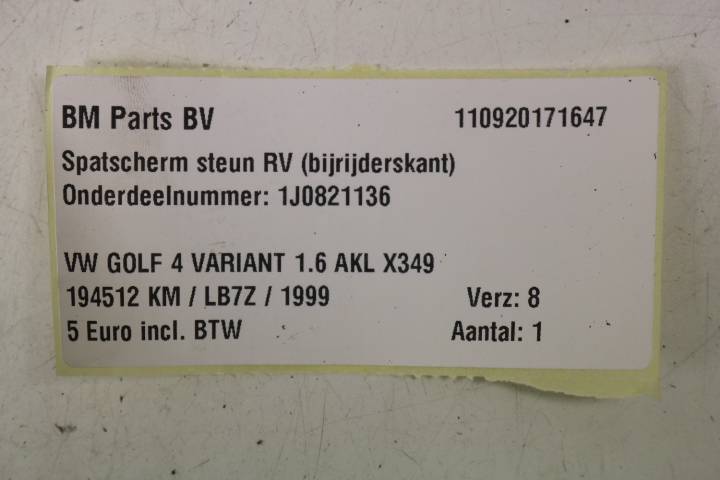 BM Parts BV 110920171647
Spatscherm steun RV (bijrijderskant)
Onderdeelnummer: 1J0821136
VW GOLF 4 VARIANT 1.6 AKL X349
194512 KM / LB7Z / 1999 Verz: 8
5 Euro incl. BTW Aantal: 1